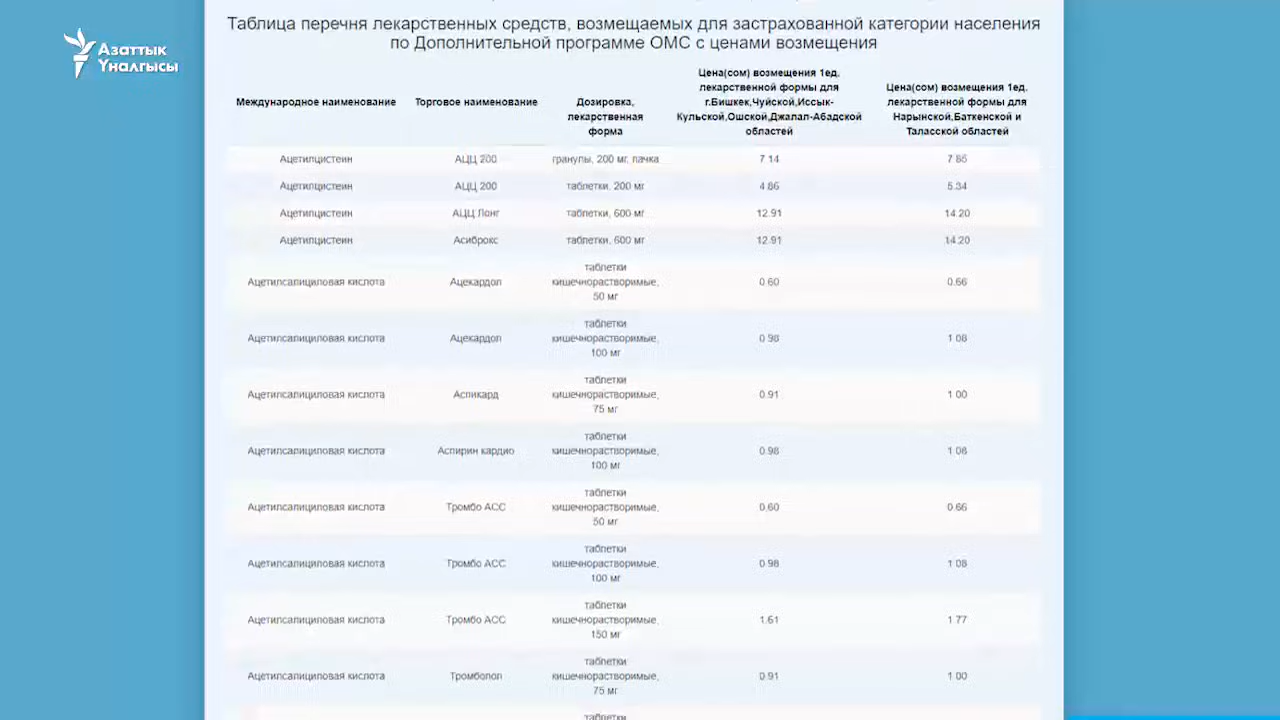 Таблица перечня лекарственных средств, возмещаемых для застрахованной категории населения
по Дополнительной программе ОМС с ценами возмещения
Азаттык
Үналгысы
Международное наименование
Торговое наименование
Дозировка,
лекарственная
форма
Цена(сом) возмещения 1ед.
лекарственной формы для
г.Бишкек,Чуйской,Иссык-
Кульской,Ошской,Джалал-Абадской
областей
Цена(сом) возмещения 1ед.
лекарственной формы для
Нарынской,Баткенской и
Таласской областей
Ацетилцистеин АЦЦ 200 гранулы, 200 мг, пачка 7.14 7.85
Ацетилцистеин АЦЦ 200 таблетки, 200 мг 4.86 5.34
Ацетилцистеин АЦЦ Лонг таблетки, 600 мг 12.91 14.20
Ацетилцистеин Асиброкс таблетки, 600 мг 12.91 14.20
таблетки
Ацетилсалициловая кислота Ацекардол кишечнорастворимые, 0.60 0.66
50 мг
таблетки
Ацетилсалициловая кислота Ацекардол кишечнорастворимые, 0.98 1.08
100 мг
таблетки
Ацетилсалициловая кислота Аспикард кишечнорастворимые, 0.91 1.00
75 мг
таблетки
Ацетилсалициловая кислота Аспирин кардио кишечнорастворимые, 0.98 1.08
100 мг
таблетки
Ацетилсалициловая кислота Тромбо АСС кишечнорастворимые, 0.60 0.66
50 мг
таблетки
Ацетилсалициловая кислота Тромбо АСС кишечнорастворимые, 0.98 1.08
100 мг
таблетки
Ацетилсалициловая кислота Тромбо АСС кишечнорастворимые, 1.61 1.77
150 мг
таблетки
Ацетилсалициловая кислота Тромбопол кишечнорастворимые, 0.91 1.00
75 мг
таблетки